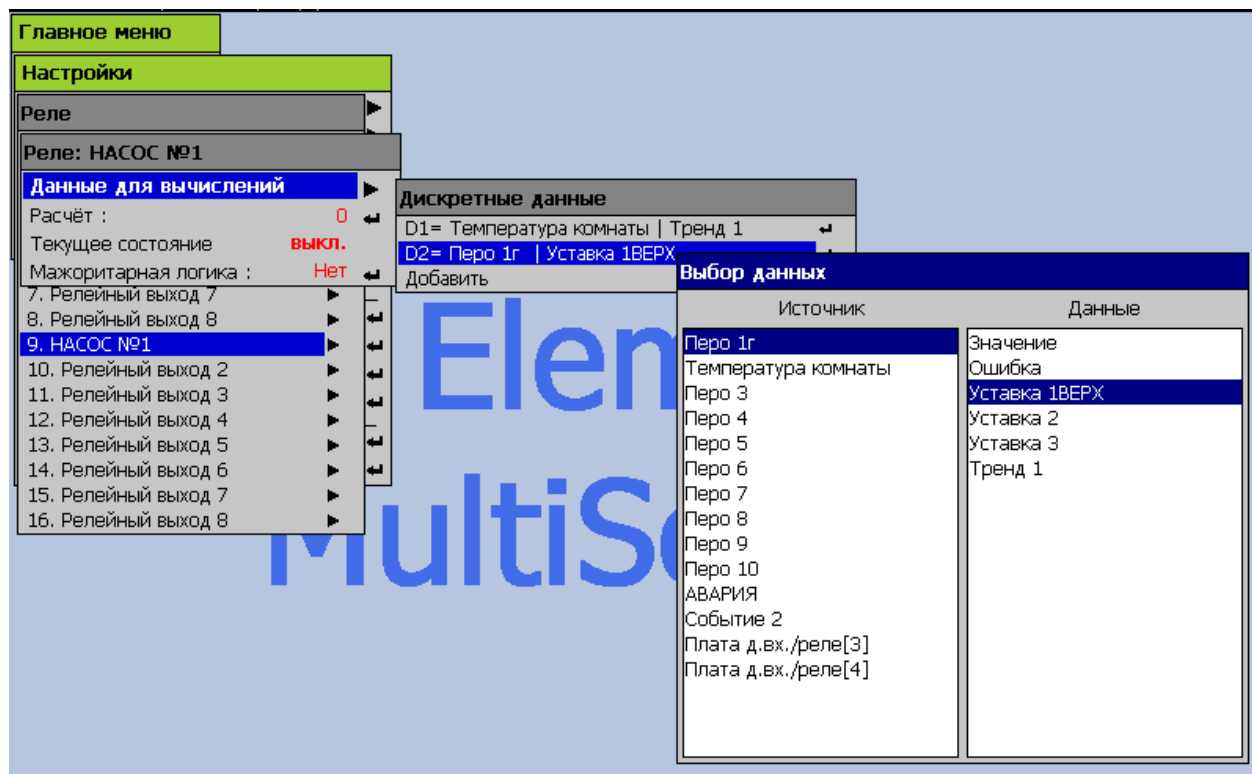 Главное меню
Настройки
Реле
Реле: НАСОС №1
Данные для вычислений
Расчёт : 0
Текущее состояние выкл.
Мажоритарная логика : Нет
7. Релейный выход 7
8. Релейный выход 8
9. НАСОС №1
10. Релейный выход 2
11. Релейный выход 3
12. Релейный выход 4
13. Релейный выход 5
14. Релейный выход 6
15. Релейный выход 7
16. Релейный выход 8
Дискретные данные
D1= Температура комнаты | Тренд 1
D2= Перо 1г | Уставка 1ВЕРХ
Добавить
Выбор данных
Источник Данные
Перо 1г Значение
Температура комнаты Ошибка
Перо 3 Уставка 1ВЕРХ
Перо 4 Уставка 2
Перо 5 Уставка 3
Перо 6 Тренд 1
Перо 7
Перо 8
Перо 9
Перо 10
АВАРИЯ
Событие 2
Плата д.вх./реле[3]
Плата д.вх./реле[4]
Elem
MultiS